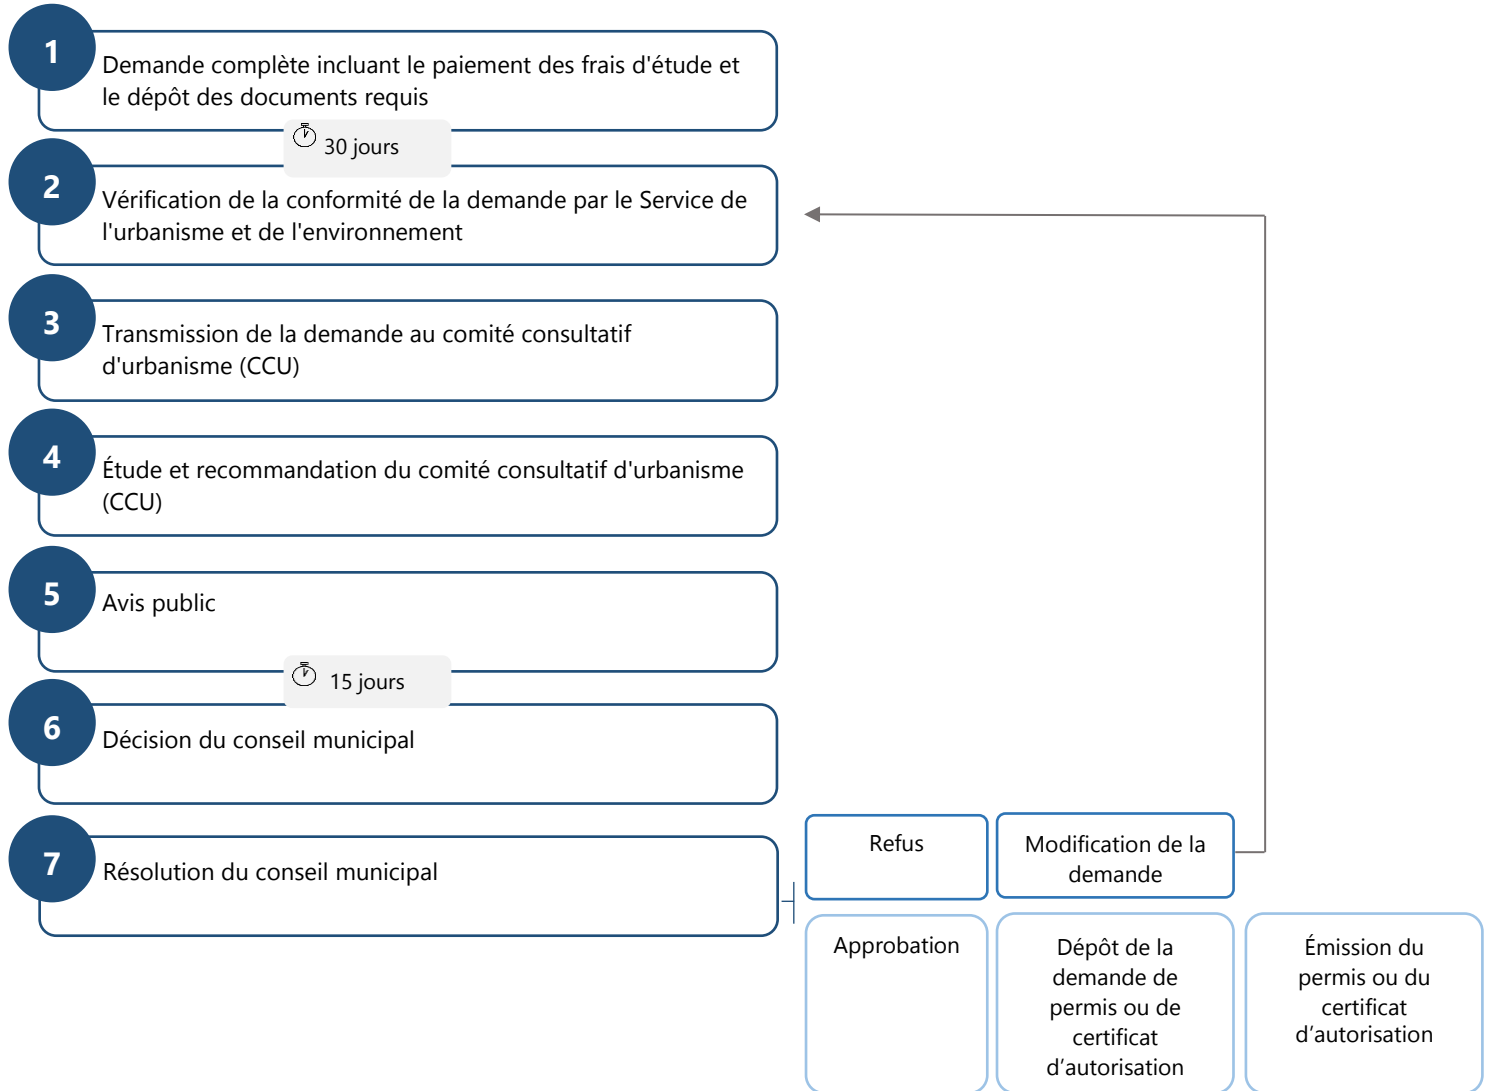 1
Demande complète incluant le paiement des frais d'étude et
le dépôt des documents requis
30 jours
2
Vérification de la conformité de la demande par le Service de
l'urbanisme et de l'environnement
3
Transmission de la demande au comité consultatif
d'urbanisme (CCU)
4
Étude et recommandation du comité consultatif d'urbanisme
(CCU)
5
Avis public
15 jours
6
Décision du conseil municipal
7
Résolution du conseil municipal
Refus
Modification de la
demande
Approbation
Dépôt de la
demande de
permis ou de
certificat
d’autorisation
Émission du
permis ou du
certificat
d’autorisation